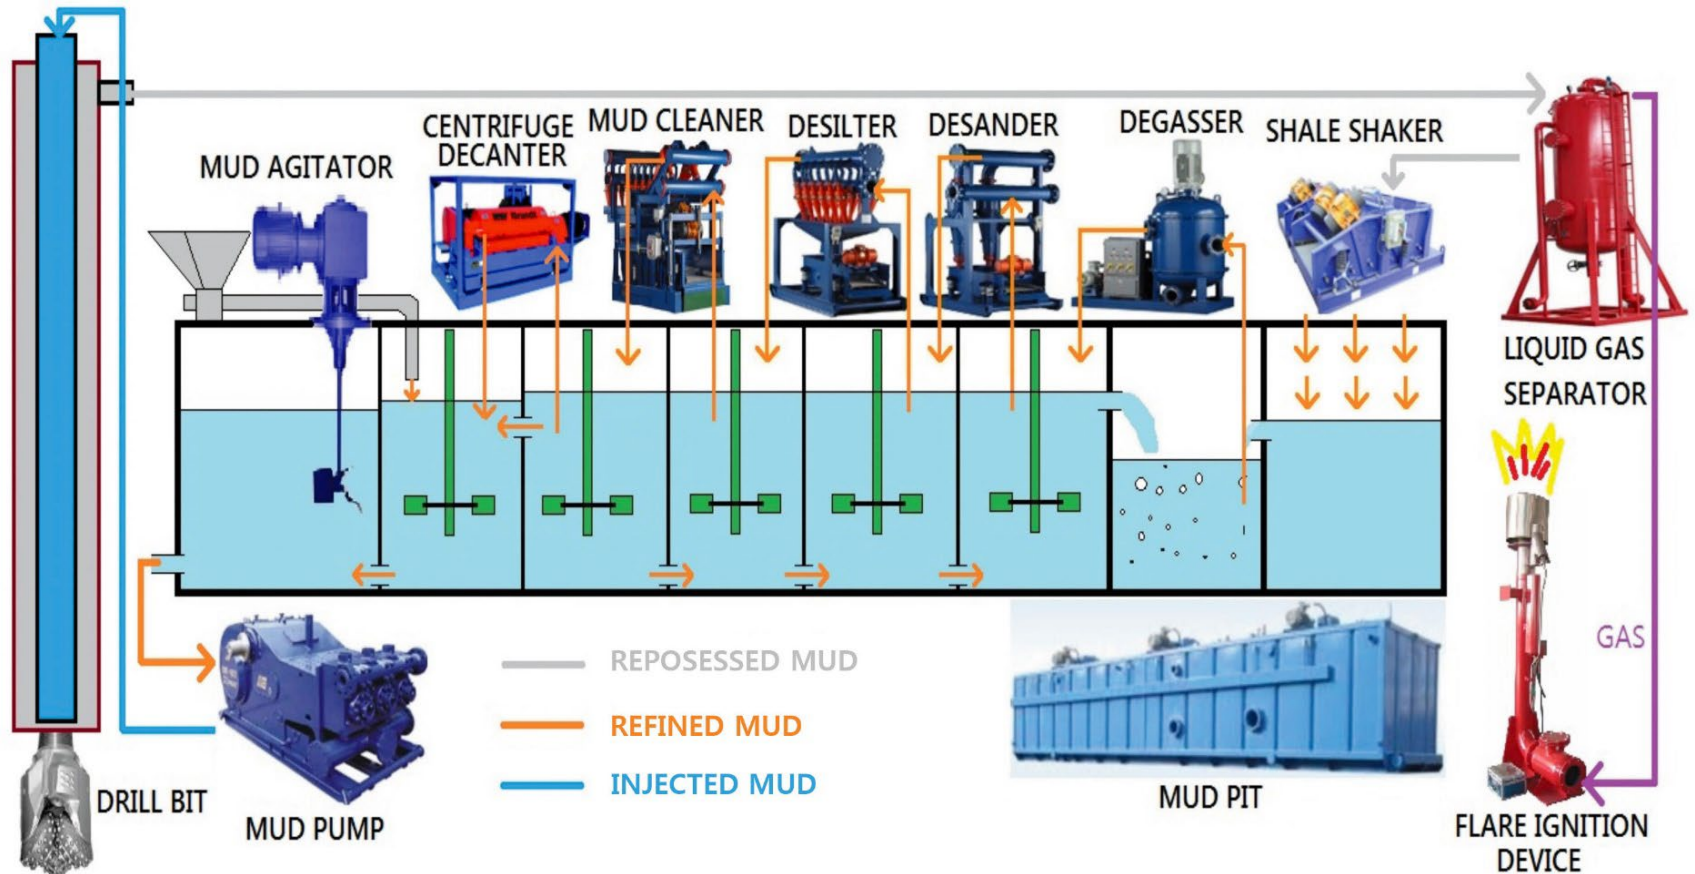 MUD AGITATOR
CENTRIFUGE
DECANTER
MUD CLEANER
DESILTER
DESANDER
DEGASSER
SHALE SHAKER
LIQUID GAS
SEPARATOR
GAS
REPOSESSED MUD
REFINED MUD
INJECTED MUD
DRILL BIT
MUD PUMP
MUD PIT
FLARE IGNITION
DEVICE